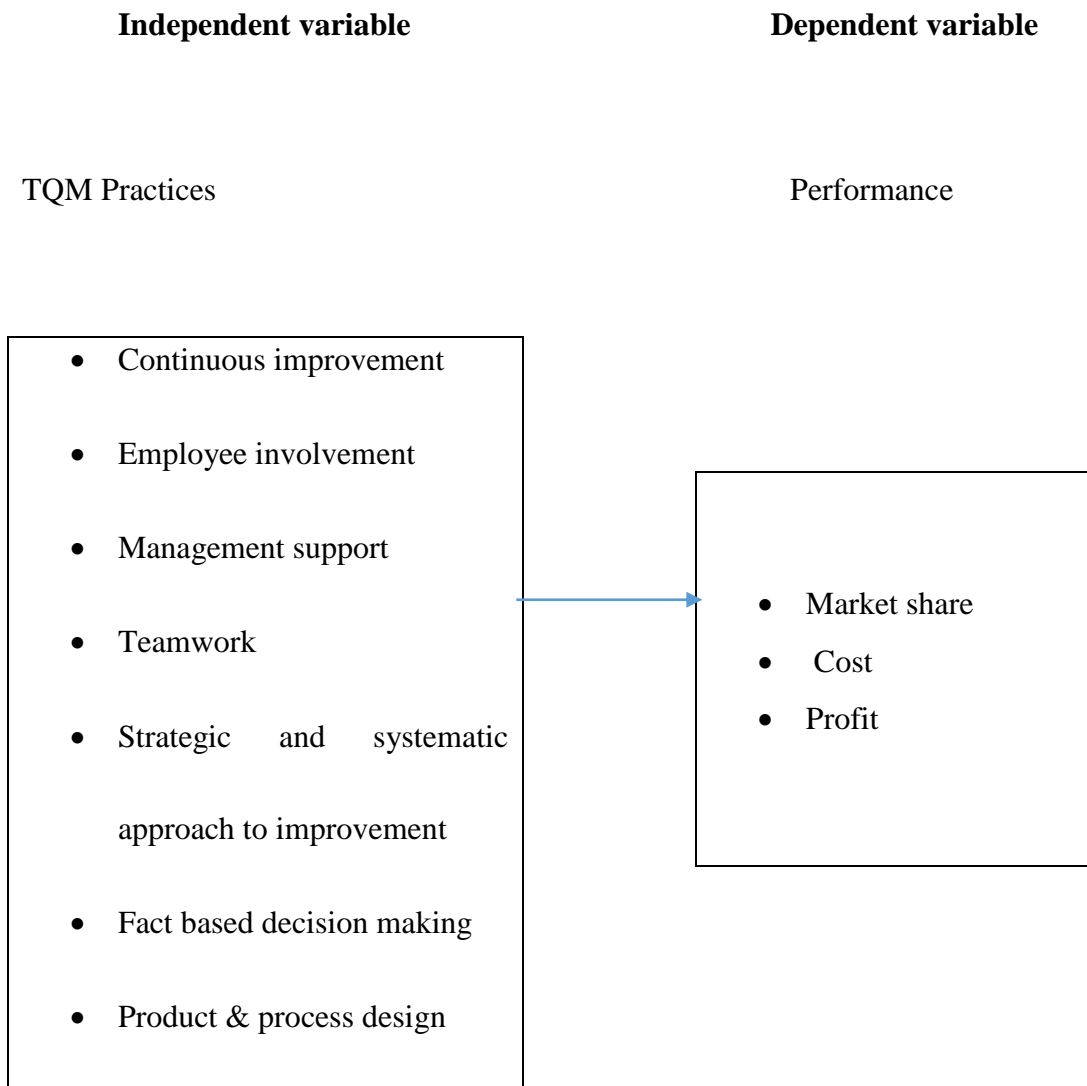 Independent variable
Dependent variable
TQM Practices
Performance
• Continuous improvement
• Employee involvement
• Management support
• Teamwork
• Strategic and systematic
approach to improvement
• Fact based decision making
• Product & process design
• Market share
• Cost
• Profit